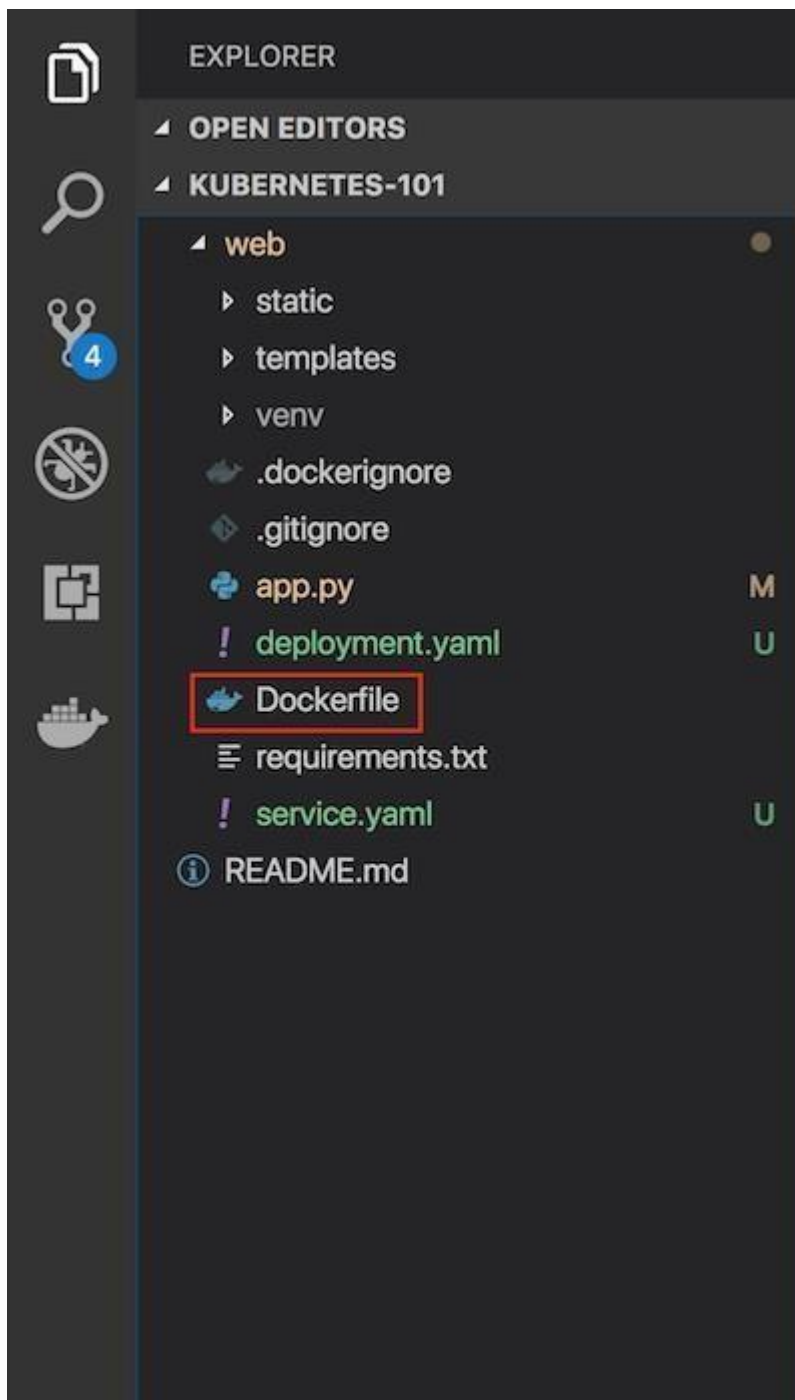 EXPLORER
OPEN EDITORS
KUBERNETES-101
web
static
4
templates
venv
.dockerignore
.gitignore
app.py M
deployment.yaml U
Dockerfile
requirements.txt
service.yaml U
README.md